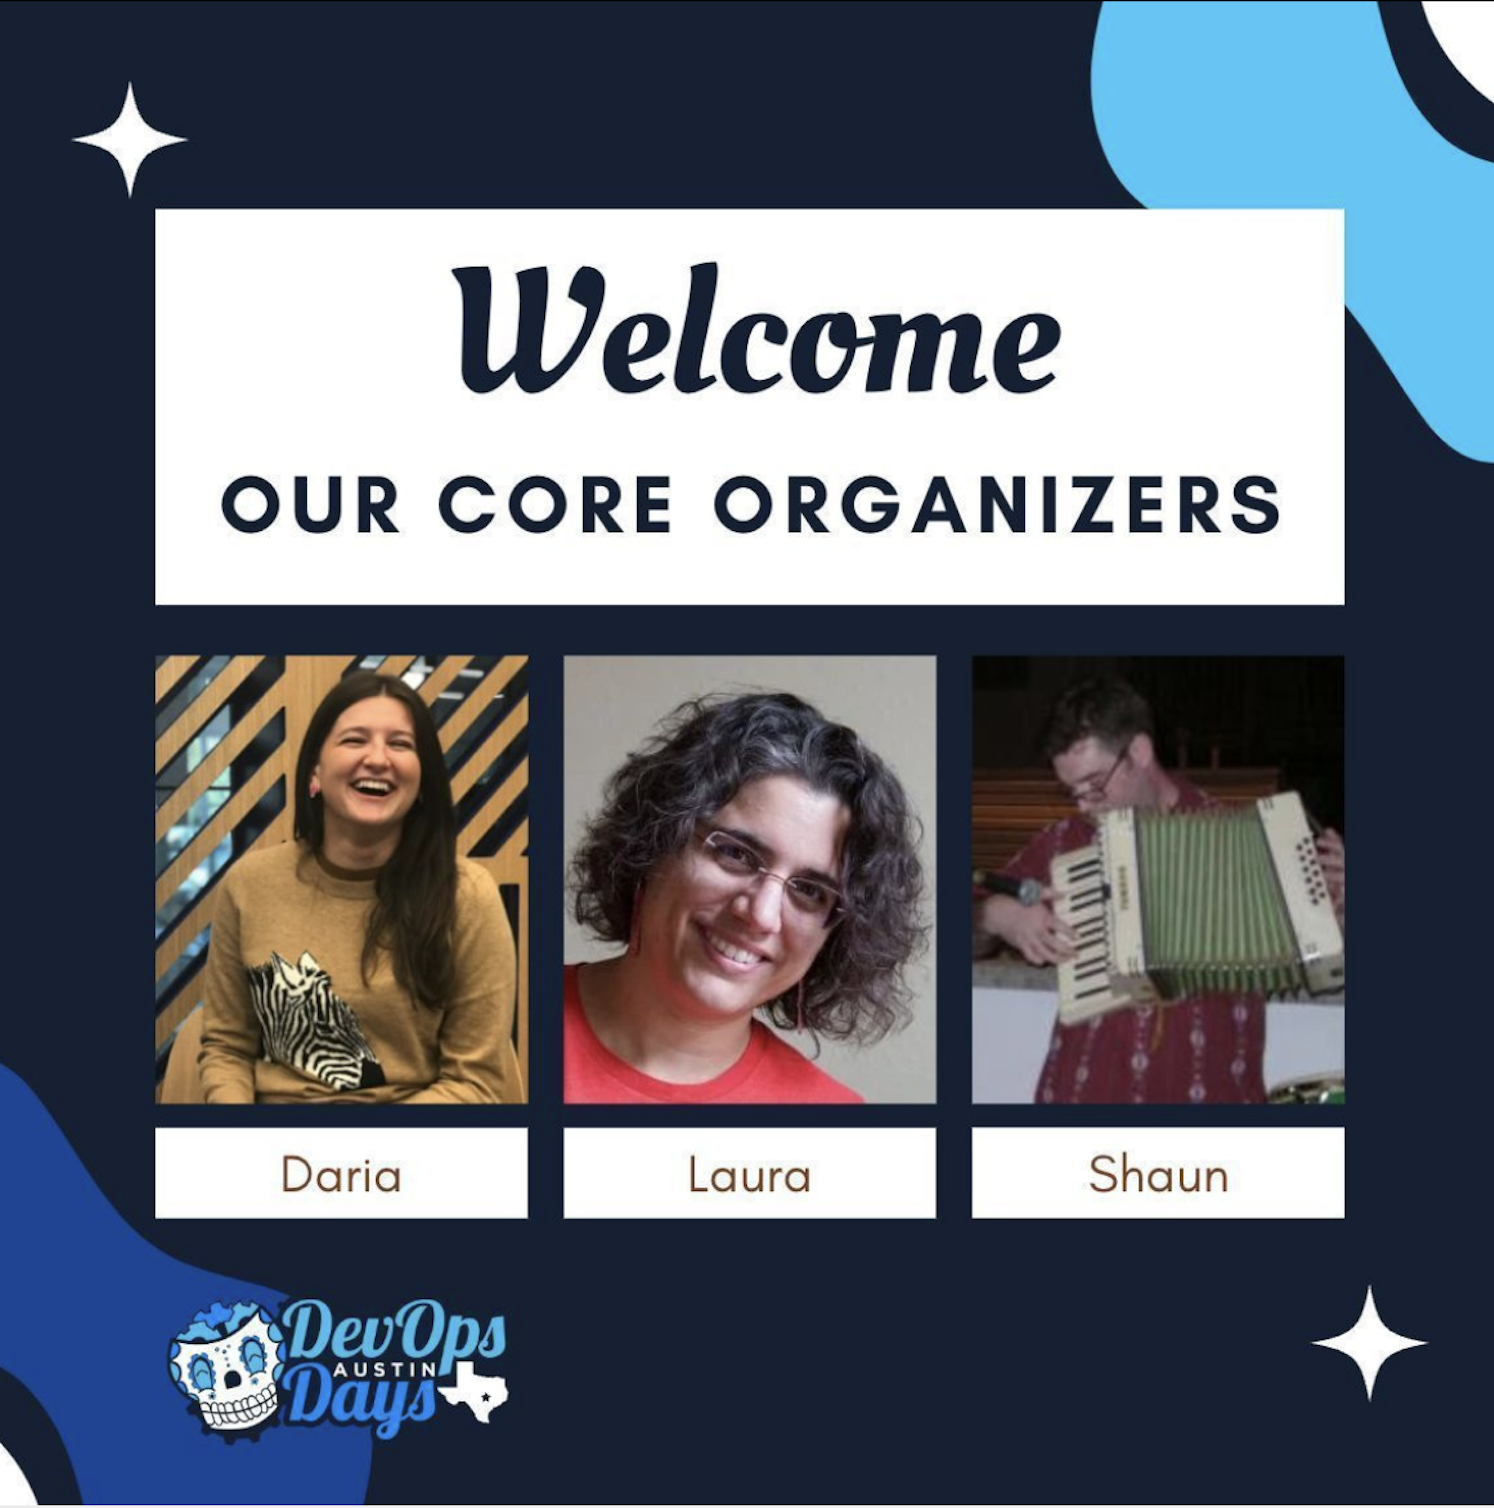 Welcome
OUR CORE ORGANIZERS
Daria
Laura
Shaun
DevOps
AUSTIN
Days